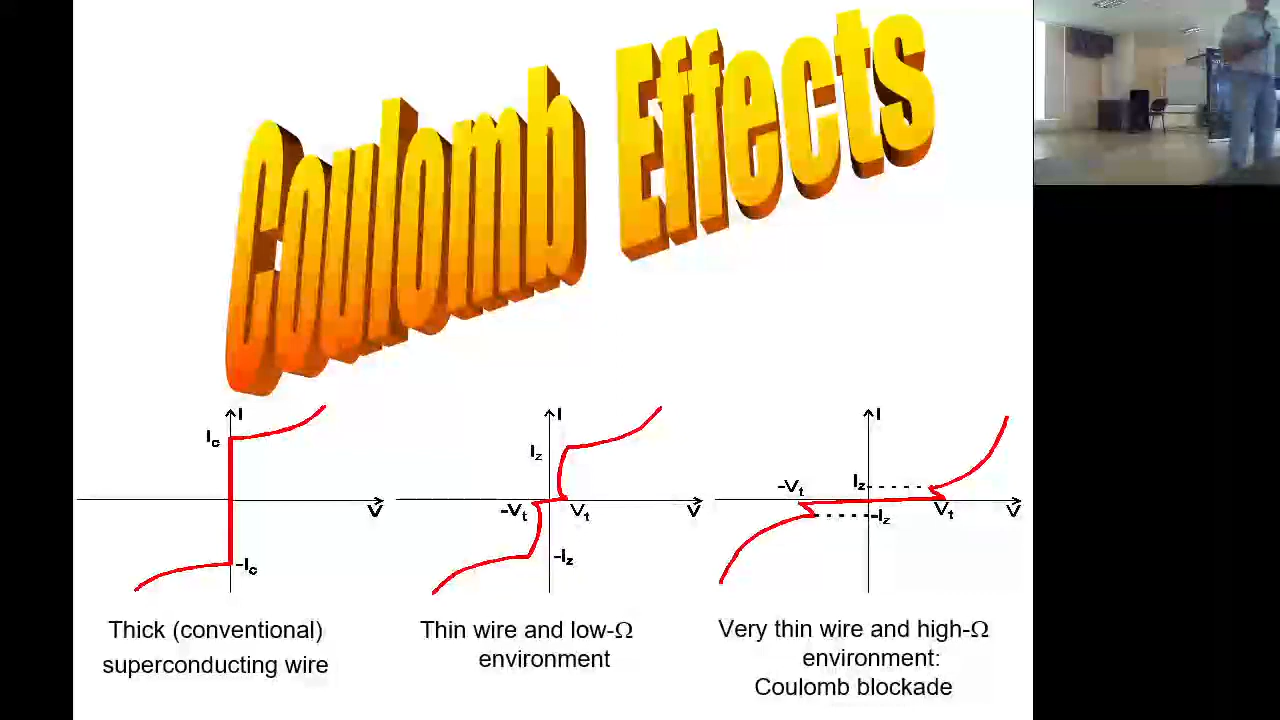 Coulomb Effects
I
I
I
Ic
Iz
Iz
-Vt
V
-Vt
Vt
V
-Iz
Vt
V
-Ic
-Iz
Thick (conventional)
superconducting wire
Thin wire and low-Ω
environment
Very thin wire and high-Ω
environment:
Coulomb blockade